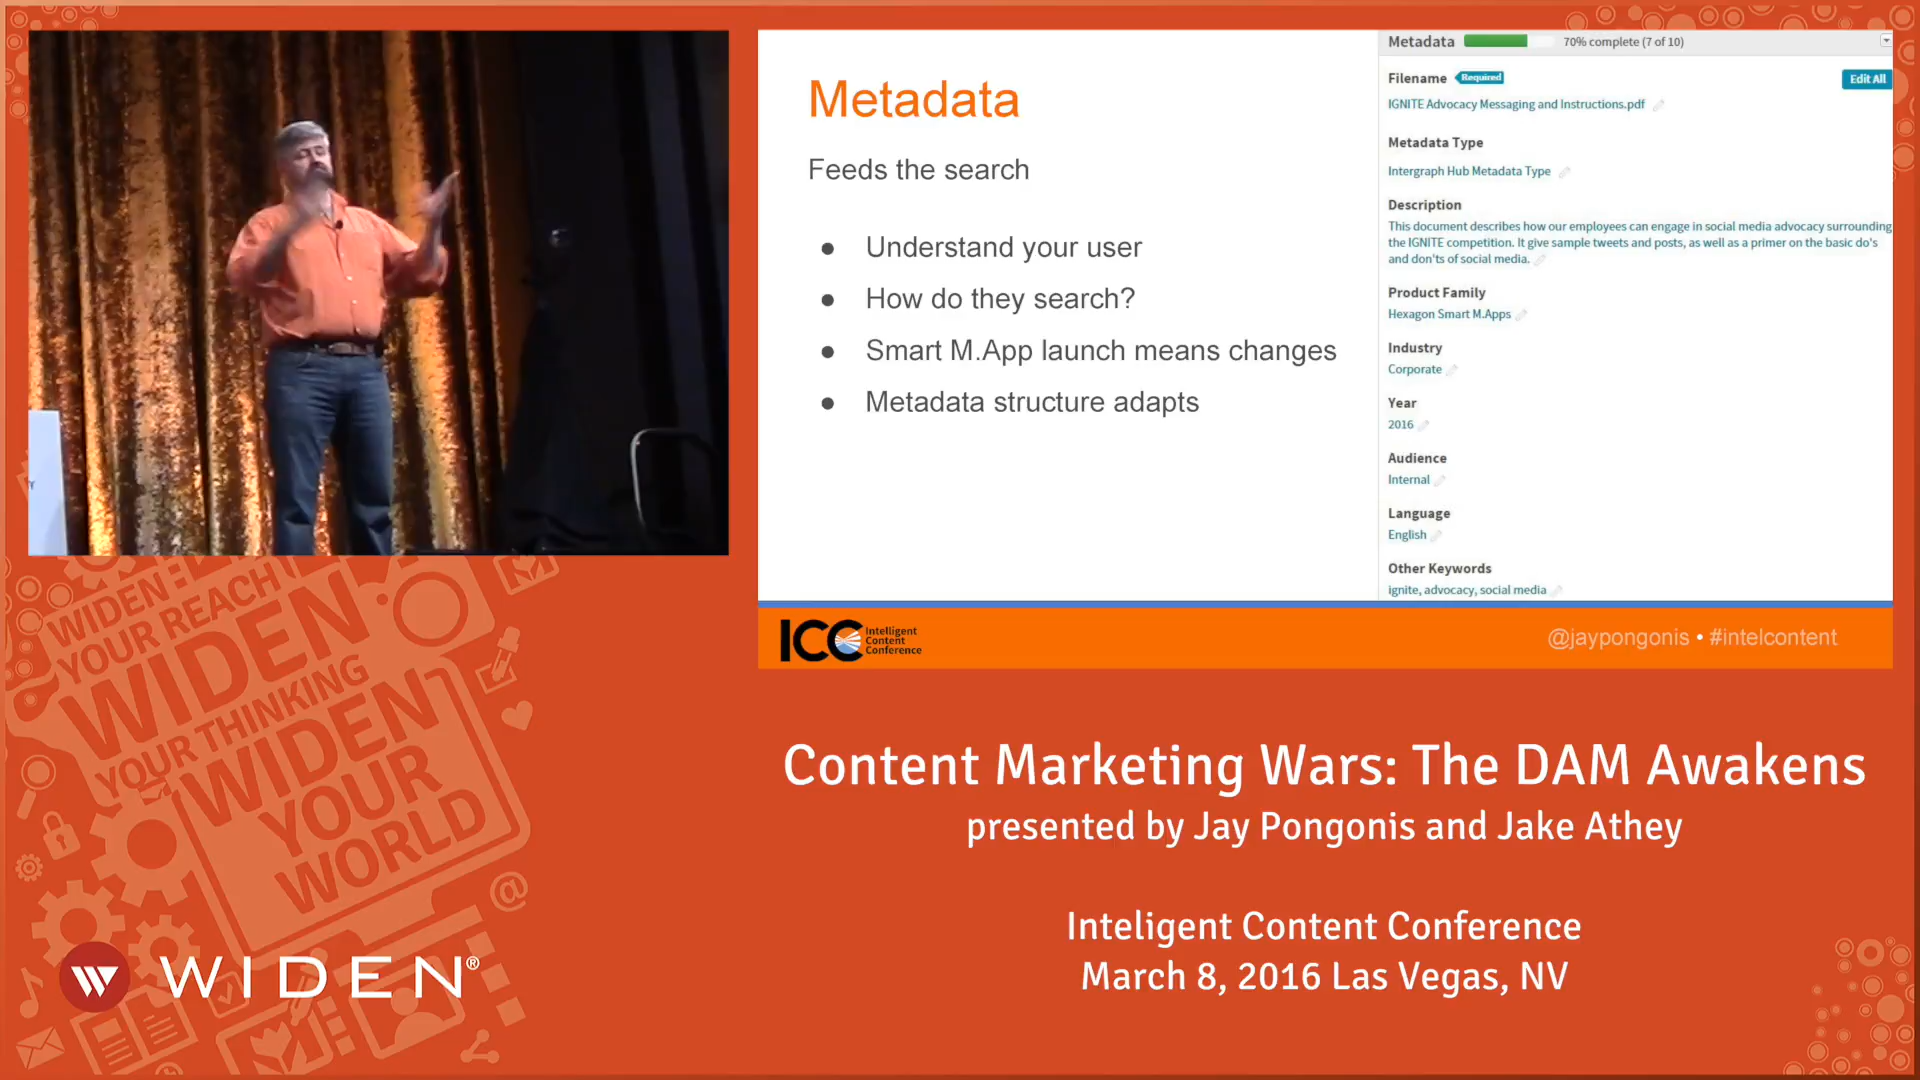 Metadata
Feeds the search
● Understand your user
● How do they search?
● Smart M.App launch means changes
● Metadata structure adapts
Metadata 70% complete (7 of 10)
Filename Required
Edit All
IGNITE Advocacy Messaging and Instructions.pdf
Metadata Type
Intergraph Hub Metadata Type
Description
This document describes how our employees can engage in social media advocacy surrounding
the IGNITE competition. It give sample tweets and posts, as well as a primer on the basic do's
and don'ts of social media.
Product Family
Hexagon Smart M.Apps
Industry
Corporate
Year
2016
Audience
Internal
Language
English
Other Keywords
ignite, advocacy, social media
ICC Intelligent
Content
Conference
@jaypongonis • #intelcontent
WIDEN
YOUR REACH
WIDEN
YOUR THINKING
WIDEN
YOUR
WORLD
@
WIDEN®
Content Marketing Wars: The DAM Awakens
presented by Jay Pongonis and Jake Athey
Inteligent Content Conference
March 8, 2016 Las Vegas, NV